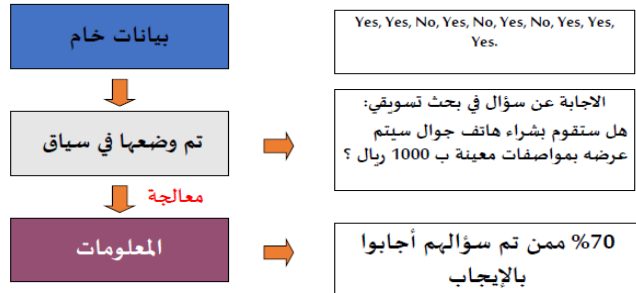 بيانات خام
Yes, Yes, No, Yes, No, Yes, No, Yes, Yes,
Yes.
تم وضعها في سياق
الاجابة عن سؤال في بحث تسويقي:
هل ستقوم بشراء هاتف جوال سيتم
عرضه بمواصفات معينة ب 1000 ريال ؟
معالجة
المعلومات
70% ممن تم سؤالهم أجابوا
بالإيجاب